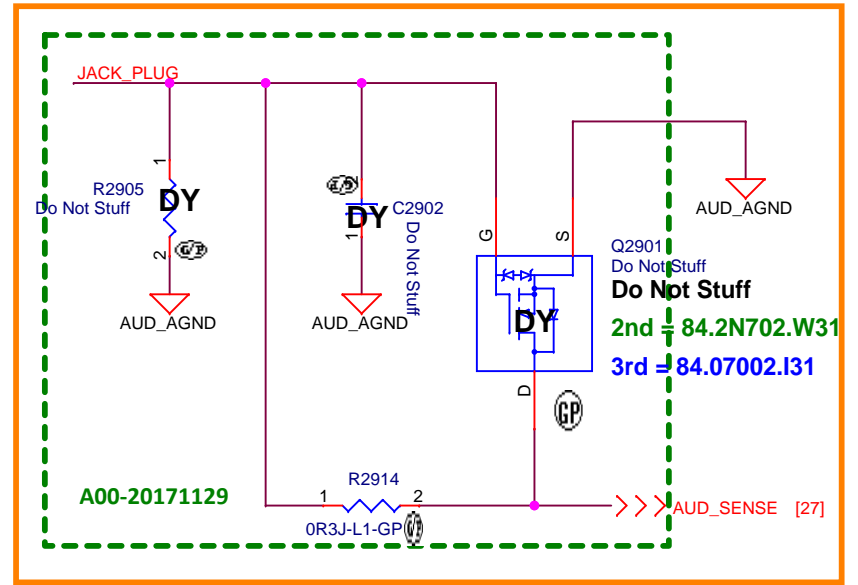 JACK_PLUG
1
R2905
Do Not Stuff
DY
2
G/P
AUD_AGND
C2902
DY
1
Do Not Stuff
AUD_AGND
G
S
AUD_AGND
Q2901
Do Not Stuff
Do Not Stuff
DY
2nd = 84.2N702.W31
3rd = 84.07002.I31
D
GP
A00-20171129
R2914
1
2
0R3J-L1-GP
AUD_SENSE [27]